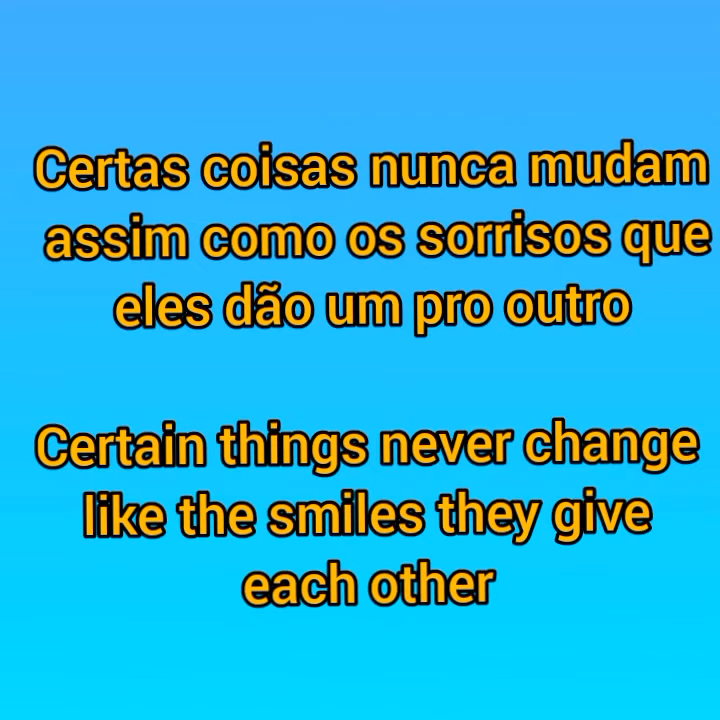 Certas coisas nunca mudam
assim como os sorrisos que
eles dão um pro outro
Certain things never change
like the smiles they give
each other